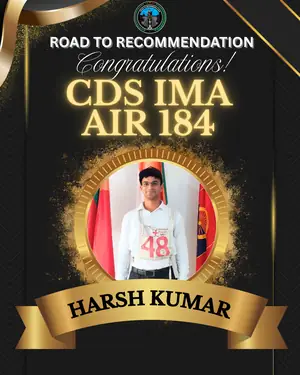 ROAD TO RECOMMENDATION
Congratulations!
CDS IMA
AIR 184
48
HARSH KUMAR